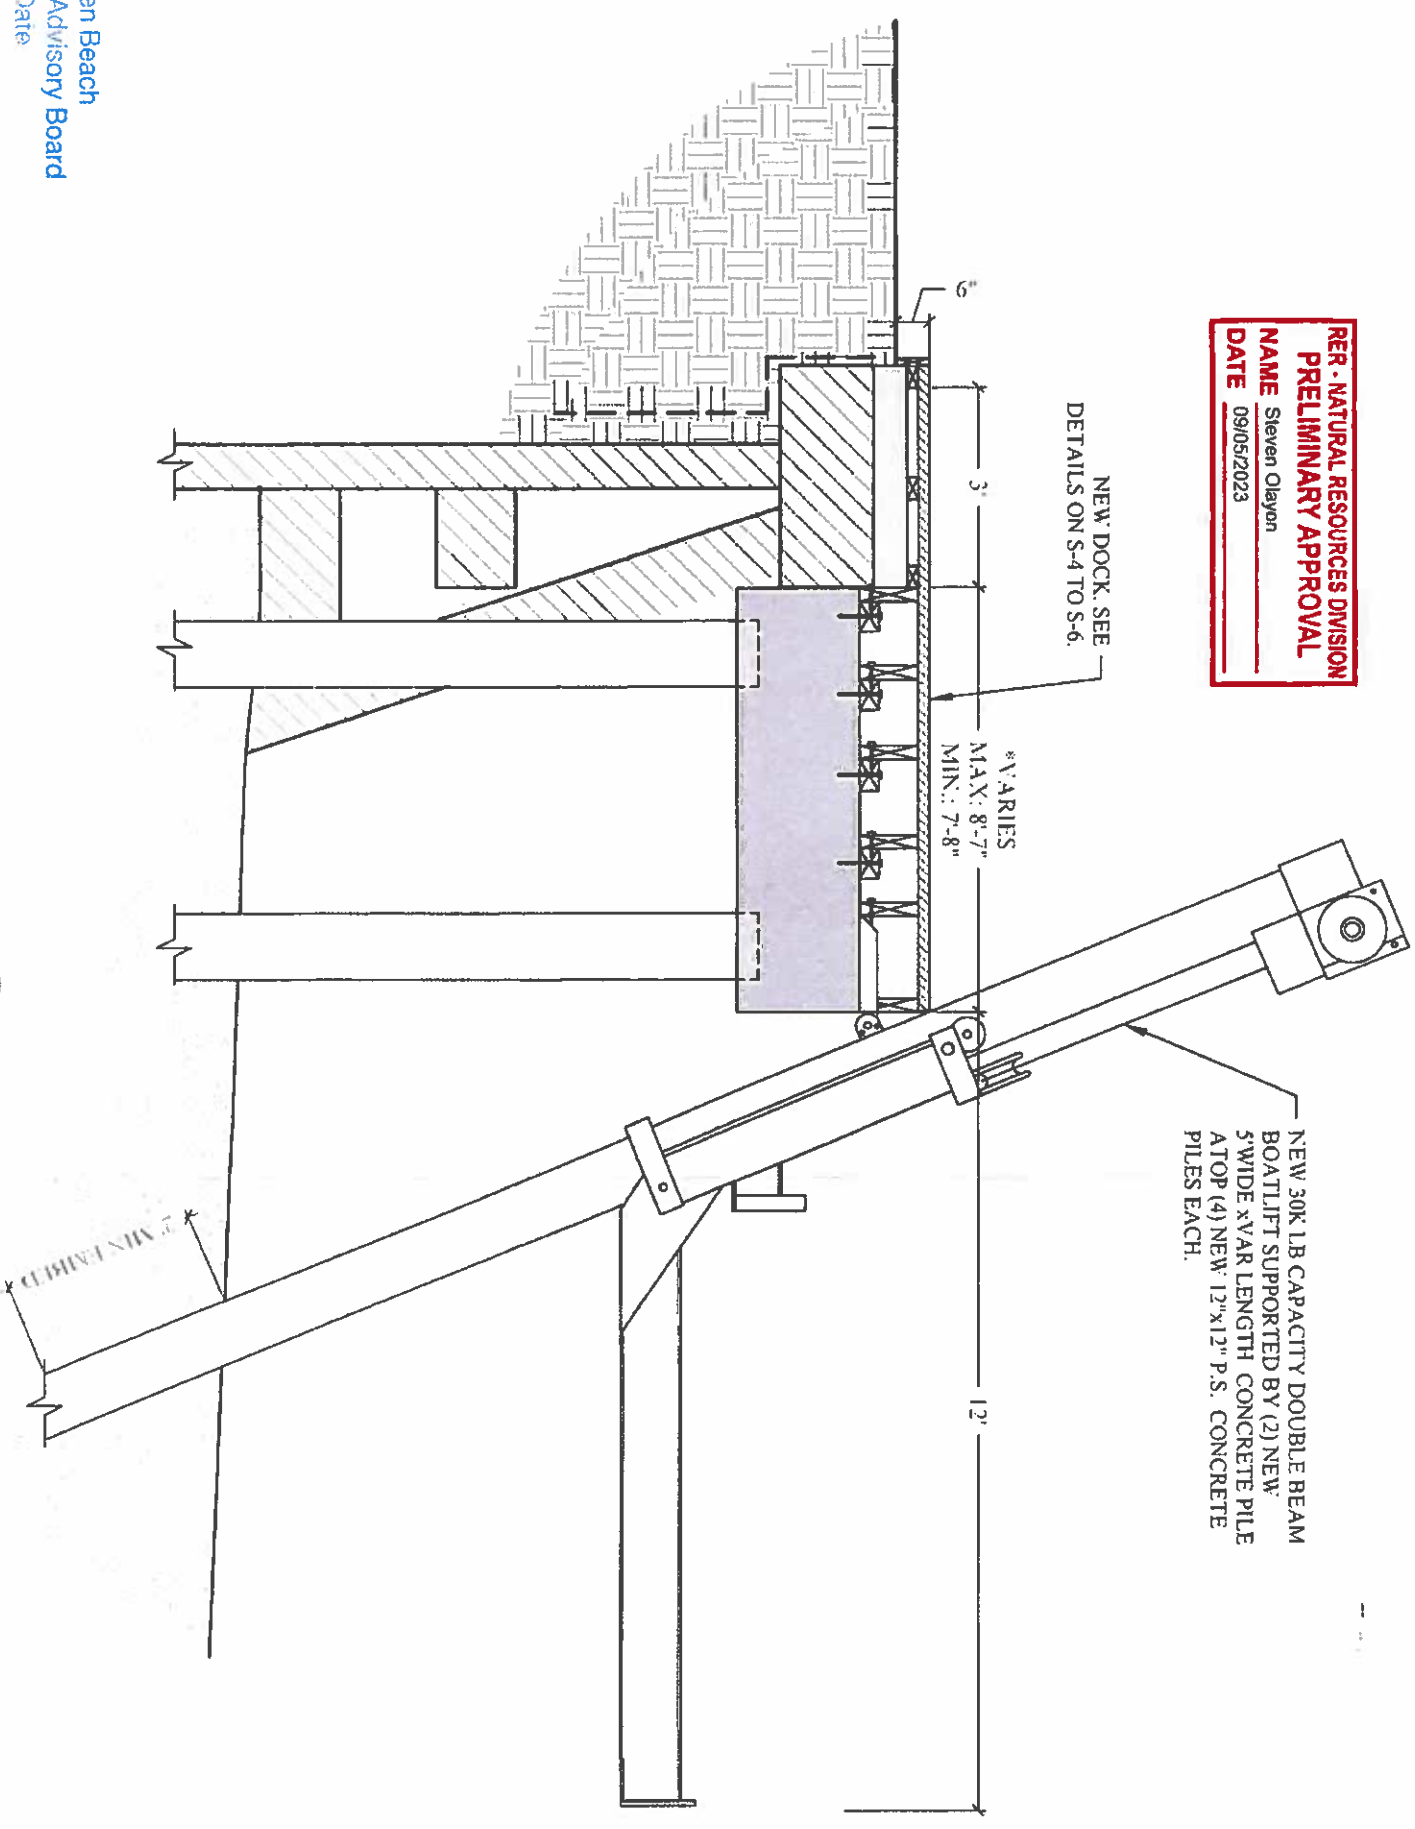 RER - NATURAL RESOURCES DIVISION
PRELIMINARY APPROVAL
NAME Steven Olayon
DATE 09/05/2023
6"
3'
NEW DOCK. SEE
DETAILS ON S-4 TO S-6.
*VARIES
MAX: 8'-7"
MIN.: 7'-8"
NEW 30K LB CAPACITY DOUBLE BEAM
BOATLIFT SUPPORTED BY (2) NEW
5'WIDE xVAR LENGTH CONCRETE PILE
ATOP (4) NEW 12"x12" P.S. CONCRETE
PILES EACH.
12'
MIN EMBED
en Beach
Advisory Board
Date